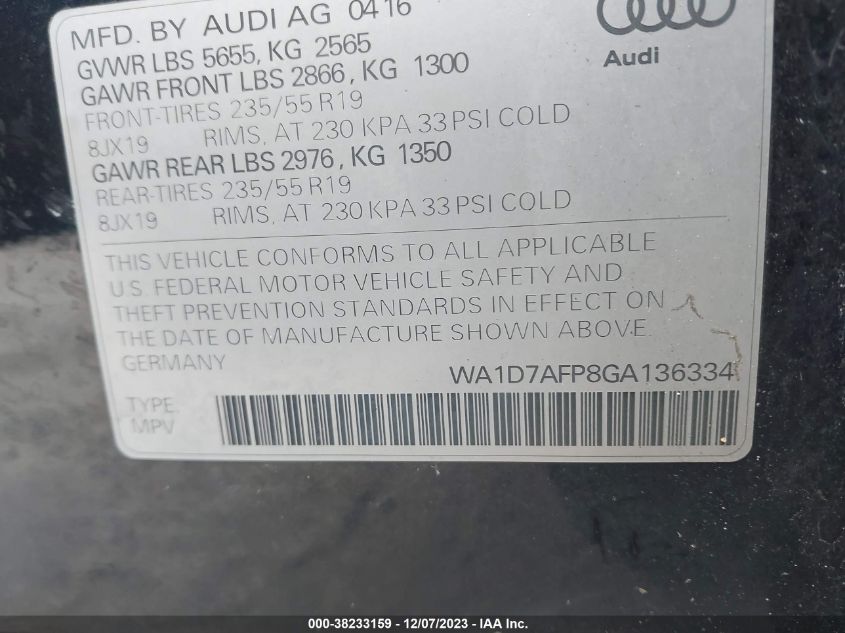 MFD. BY AUDI AG 04 16
GVWR LBS 5655, KG 2565
GAWR FRONT LBS 2866, KG 1300
FRONT-TIRES 235/55 R19
8JX19 RIMS, AT 230 KPA 33 PSI COLD
GAWR REAR LBS 2976, KG 1350
REAR-TIRES 235/55 R19
8JX19 RIMS, AT 230 KPA 33 PSI COLD
Audi
THIS VEHICLE CONFORMS TO ALL APPLICABLE
U.S. FEDERAL MOTOR VEHICLE SAFETY AND
THEFT PREVENTION STANDARDS IN EFFECT ON
THE DATE OF MANUFACTURE SHOWN ABOVE.
GERMANY
WA1D7AFP8GA136334
TYPE:
MPV
000-38233159 - 12/07/2023 - IAAI.com